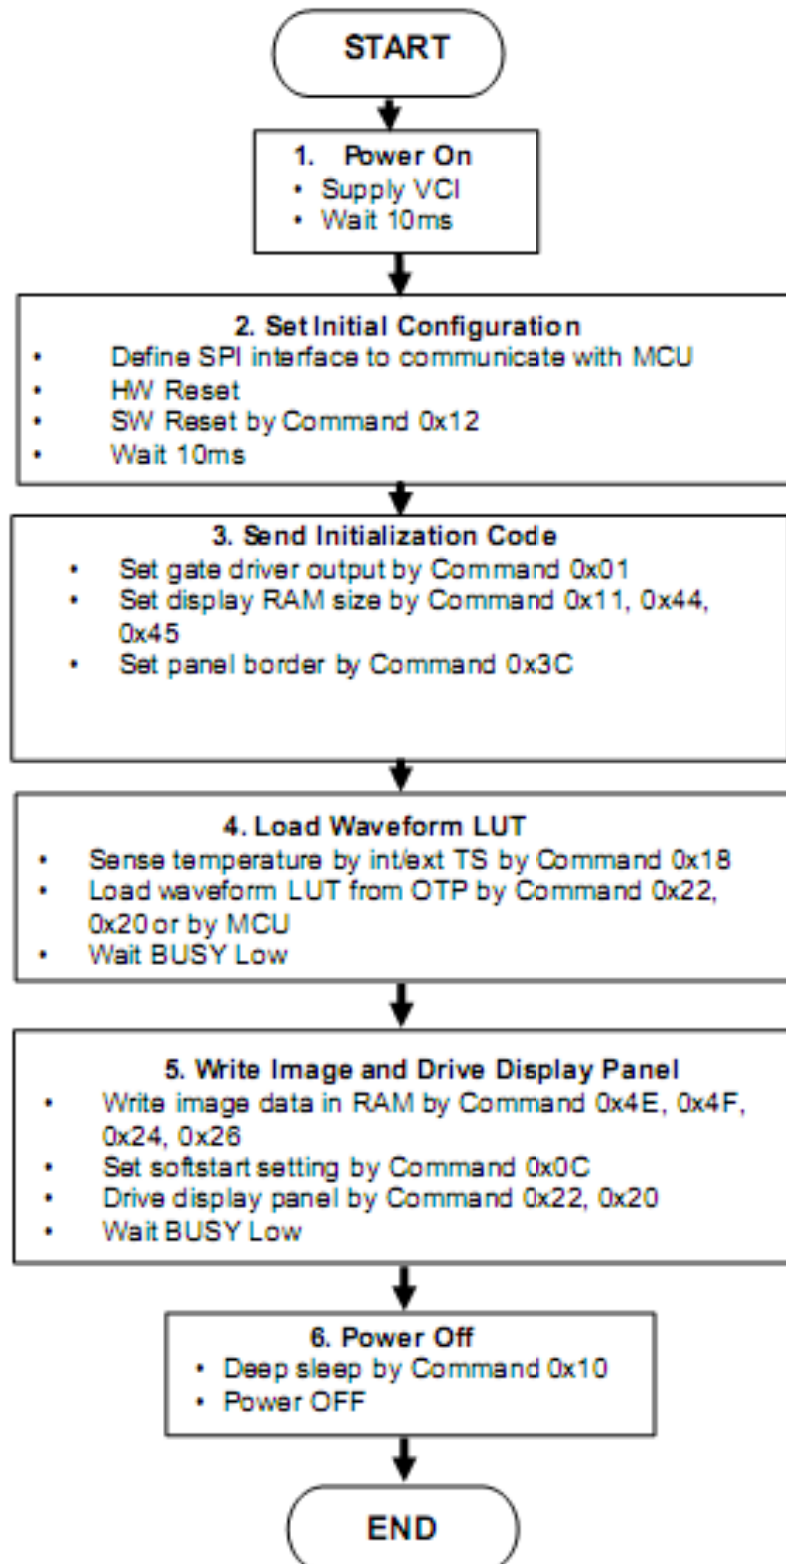 START
1. Power On
• Supply VCI
• Wait 10ms
2. Set Initial Configuration
• Define SPI interface to communicate with MCU
• HW Reset
• SW Reset by Command 0x12
• Wait 10ms
3. Send Initialization Code
• Set gate driver output by Command 0x01
• Set display RAM size by Command 0x11, 0x44,
0x45
• Set panel border by Command 0x3C
4. Load Waveform LUT
• Sense temperature by int/ext TS by Command 0x18
• Load waveform LUT from OTP by Command 0x22,
0x20 or by MCU
• Wait BUSY Low
5. Write Image and Drive Display Panel
• Write image data in RAM by Command 0x4E, 0x4F,
0x24, 0x26
• Set softstart setting by Command 0x0C
• Drive display panel by Command 0x22, 0x20
• Wait BUSY Low
6. Power Off
• Deep sleep by Command 0x10
• Power OFF
END